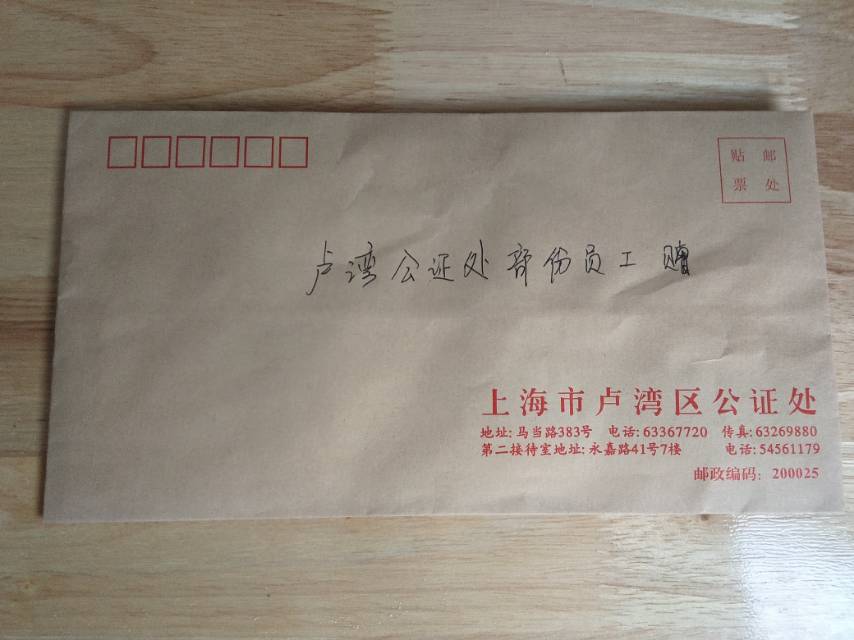 贴 邮
票 处
卢湾公证处部份员工赠
上海市卢湾区公证处
地址: 马当路383号 电话: 63367720 传真: 63269880
第二接待室地址: 永嘉路41号7楼 电话: 54561179
邮政编码: 200025